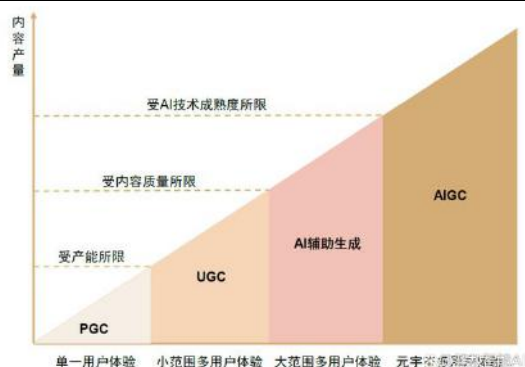 内容产量
受AI技术成熟度所限
受内容质量所限
受产能所限
PGC
UGC
AI辅助生成
AIGC
单一用户体验
小范围多用户体验
大范围多用户体验
元宇